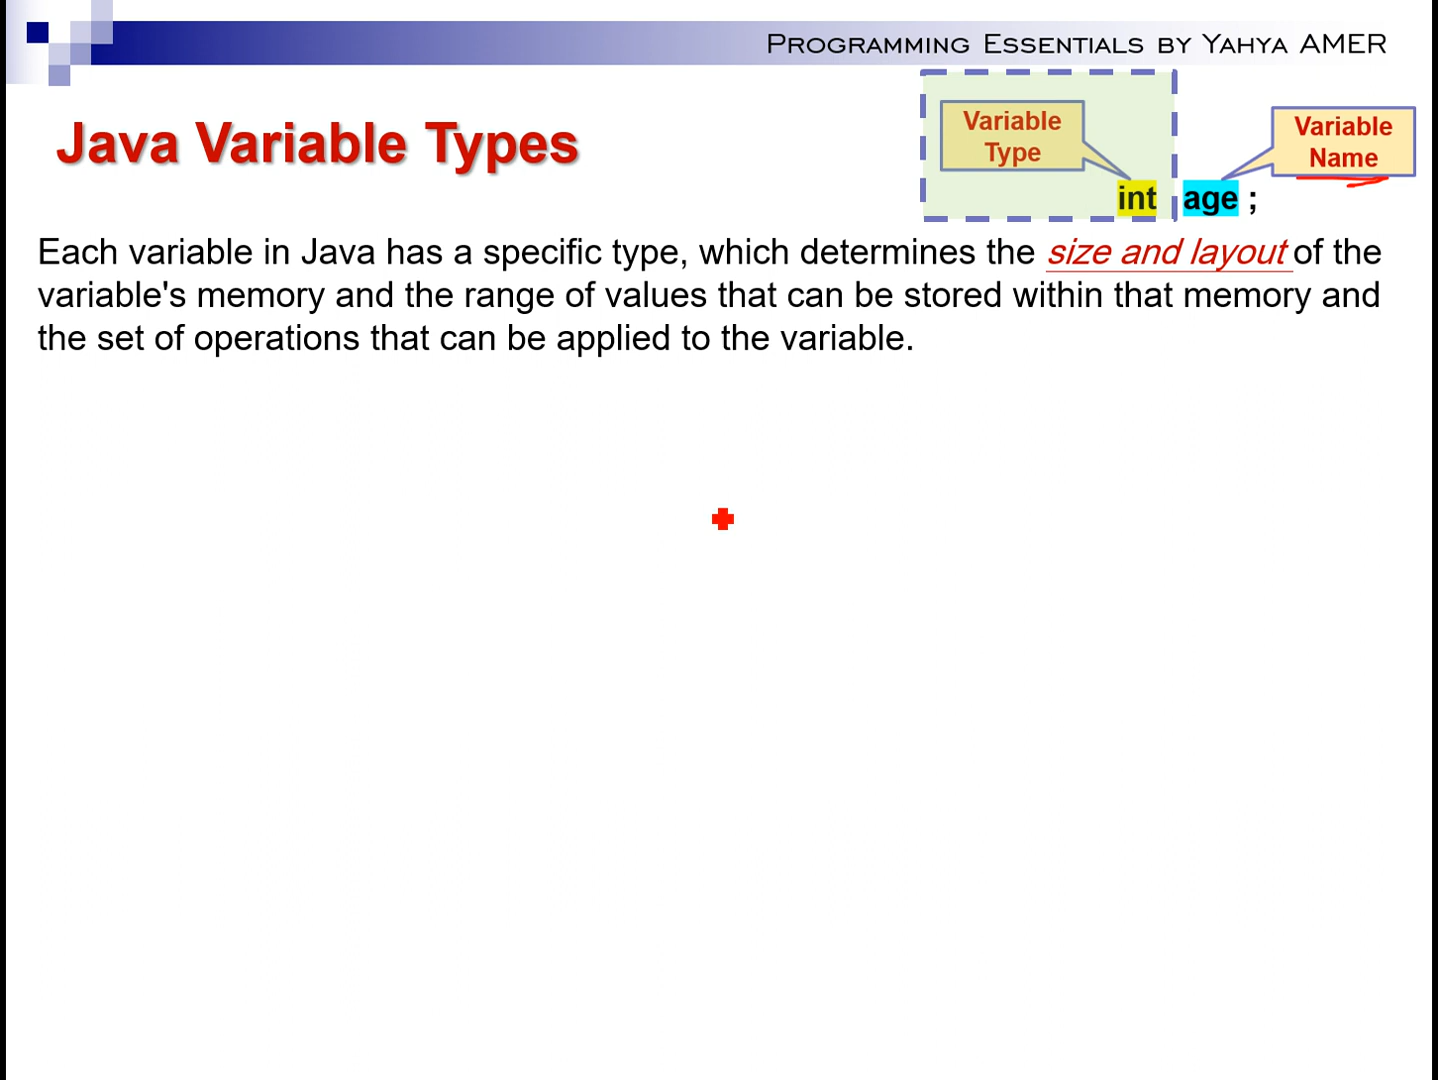 Programming Essentials by Yahya AMER
Java Variable Types
Variable
Type
Variable
Name
int age ;
Each variable in Java has a specific type, which determines the size and layout of the
variable's memory and the range of values that can be stored within that memory and
the set of operations that can be applied to the variable.